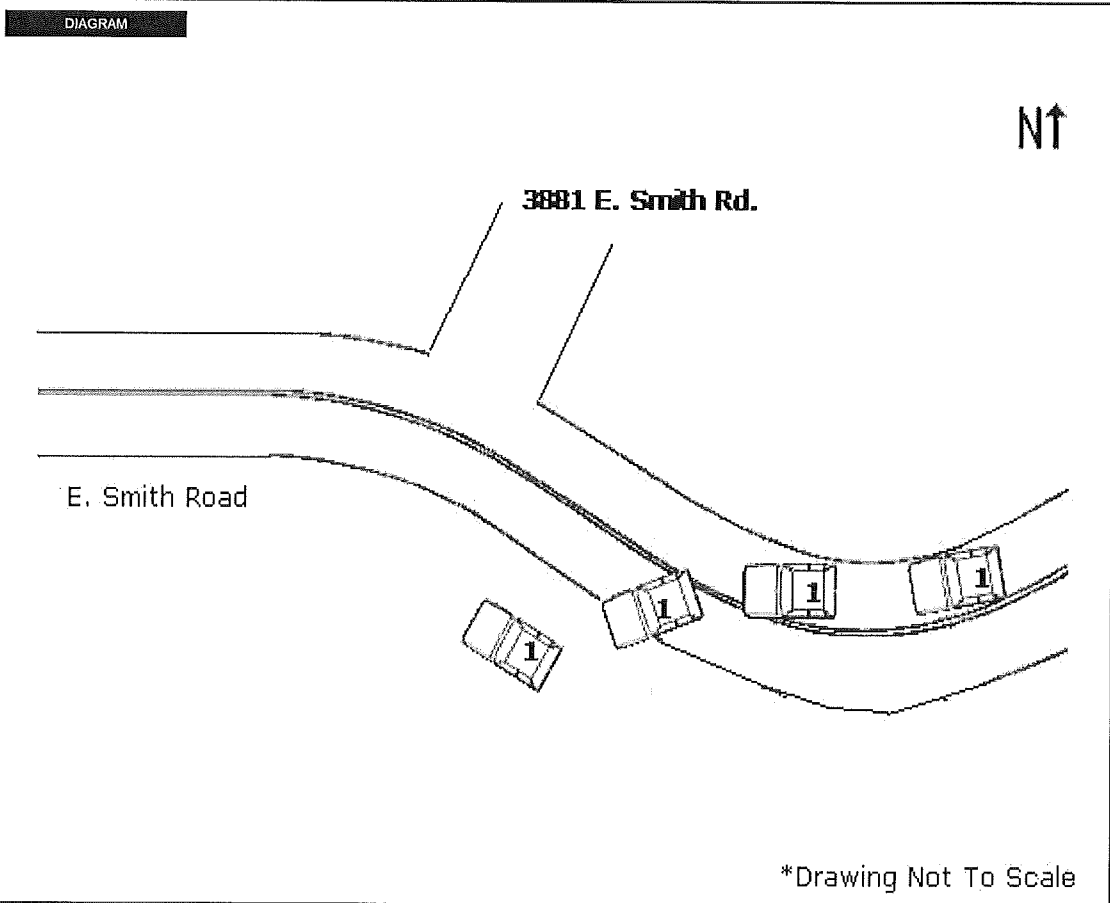 DIAGRAM
N↑
3881 E. Smith Rd.
E. Smith Road
1
1
1
1
*Drawing Not To Scale